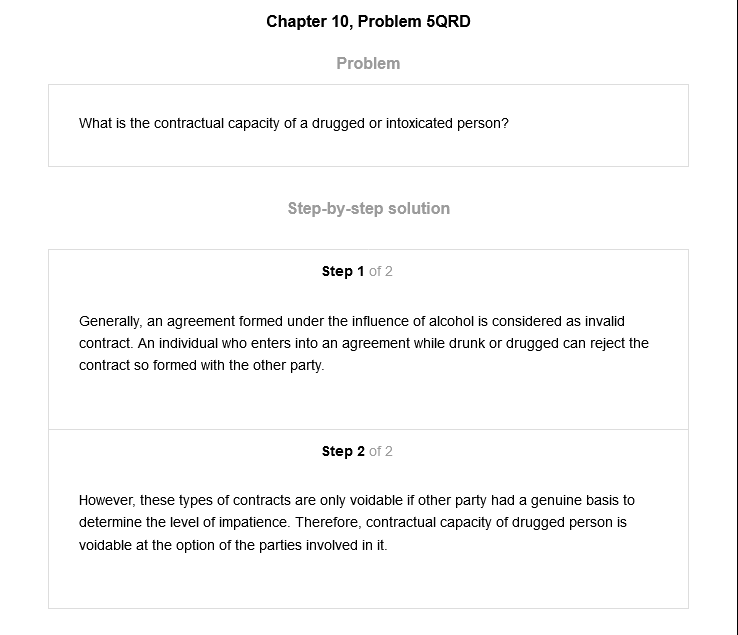 Chapter 10, Problem 5QRD
Problem
What is the contractual capacity of a drugged or intoxicated person?
Step-by-step solution
Step 1 of 2
Generally, an agreement formed under the influence of alcohol is considered as invalid
contract. An individual who enters into an agreement while drunk or drugged can reject the
contract so formed with the other party.
Step 2 of 2
However, these types of contracts are only voidable if other party had a genuine basis to
determine the level of impatience. Therefore, contractual capacity of drugged person is
voidable at the option of the parties involved in it.